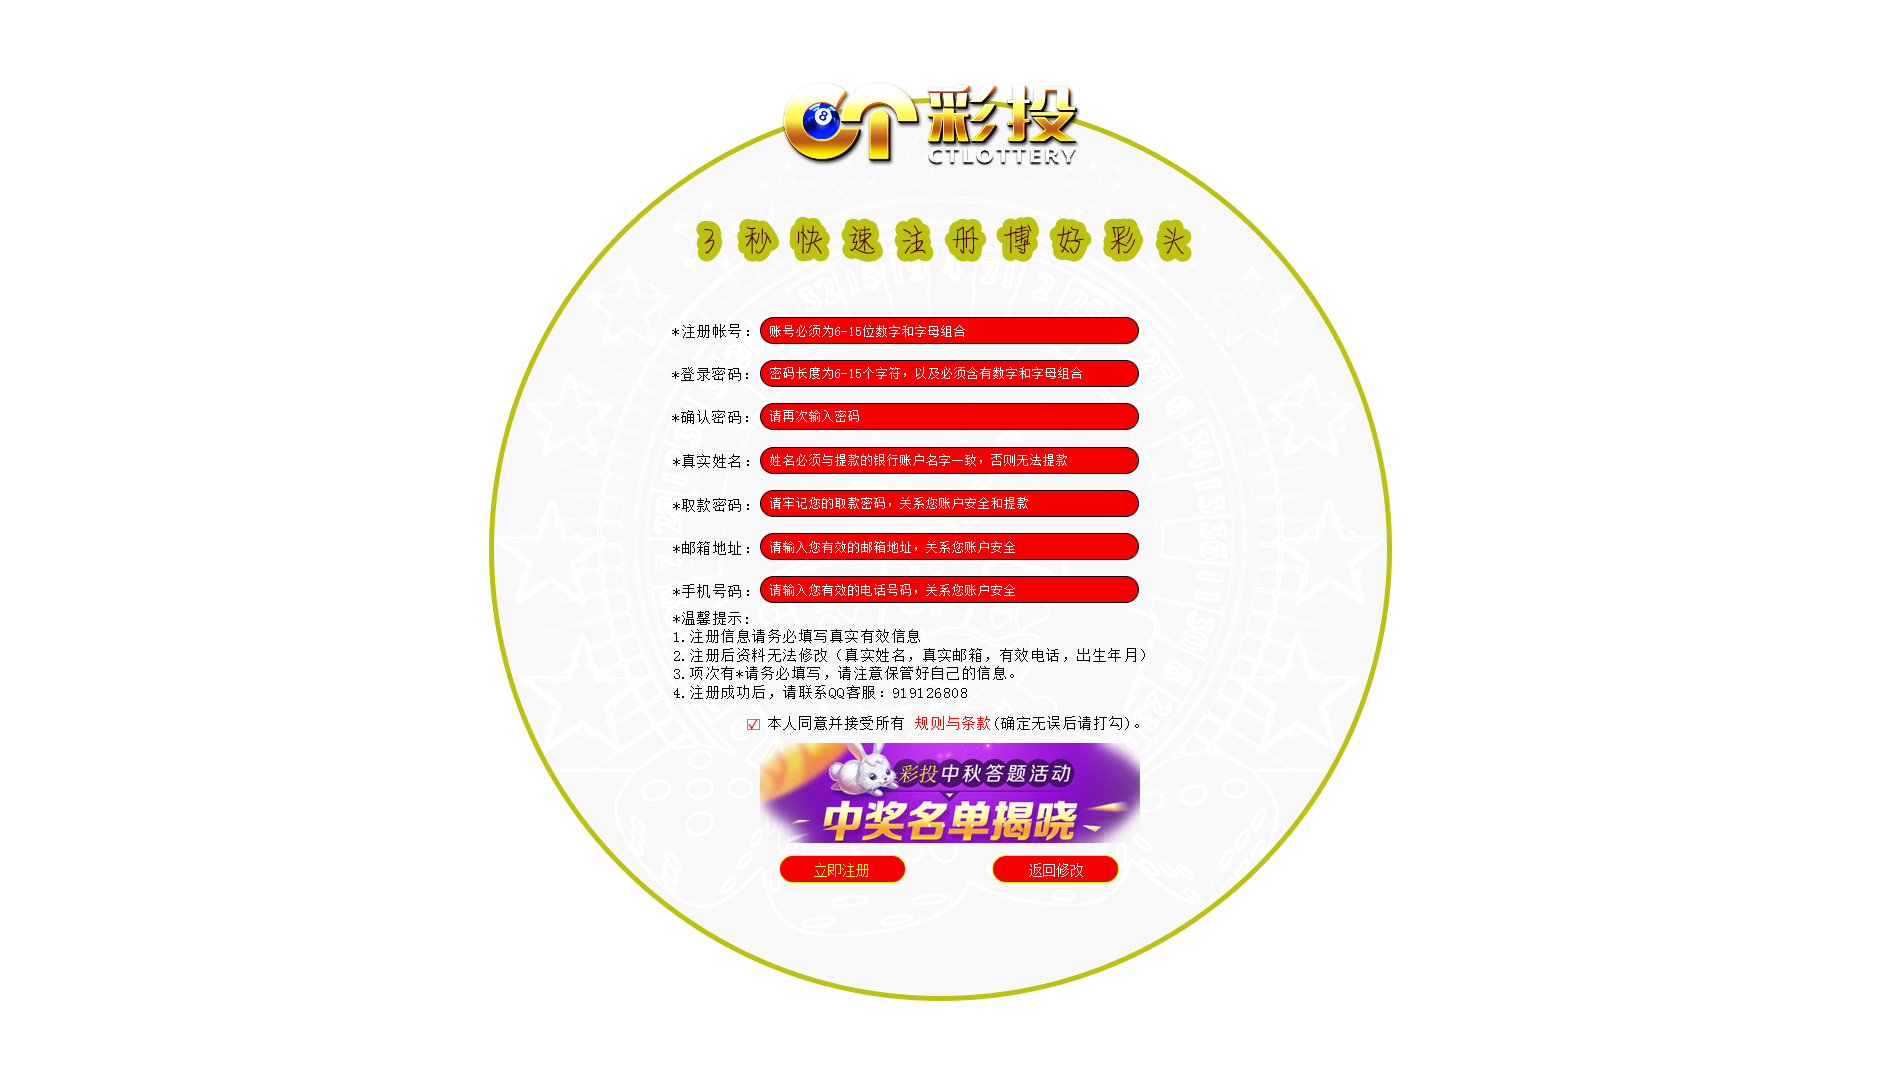 CT彩投
CTLOTTERY
3秒快速注册博好彩头
*注册帐号：账号必须为6-15位数字和字母组合
*登录密码：密码长度为6-15个字符，以及必须含有数字和字母组合
*确认密码：请再次输入密码
*真实姓名：姓名必须与提款的银行账户名字一致，否则无法提款
*取款密码：请牢记您的取款密码，关系您账户安全和提款
*邮箱地址：请输入您有效的邮箱地址，关系您账户安全
*手机号码：请输入您有效的电话号码，关系您账户安全
*温馨提示:
1.注册信息请务必填写真实有效信息
2.注册后资料无法修改（真实姓名，真实邮箱，有效电话，出生年月）
3.项次有*请务必填写，请注意保管好自己的信息。
4.注册成功后，请联系QQ客服：919126808
本人同意并接受所有 规则与条款(确定无误后请打勾)。
彩投中秋答题活动
中奖名单揭晓
立即注册 返回修改